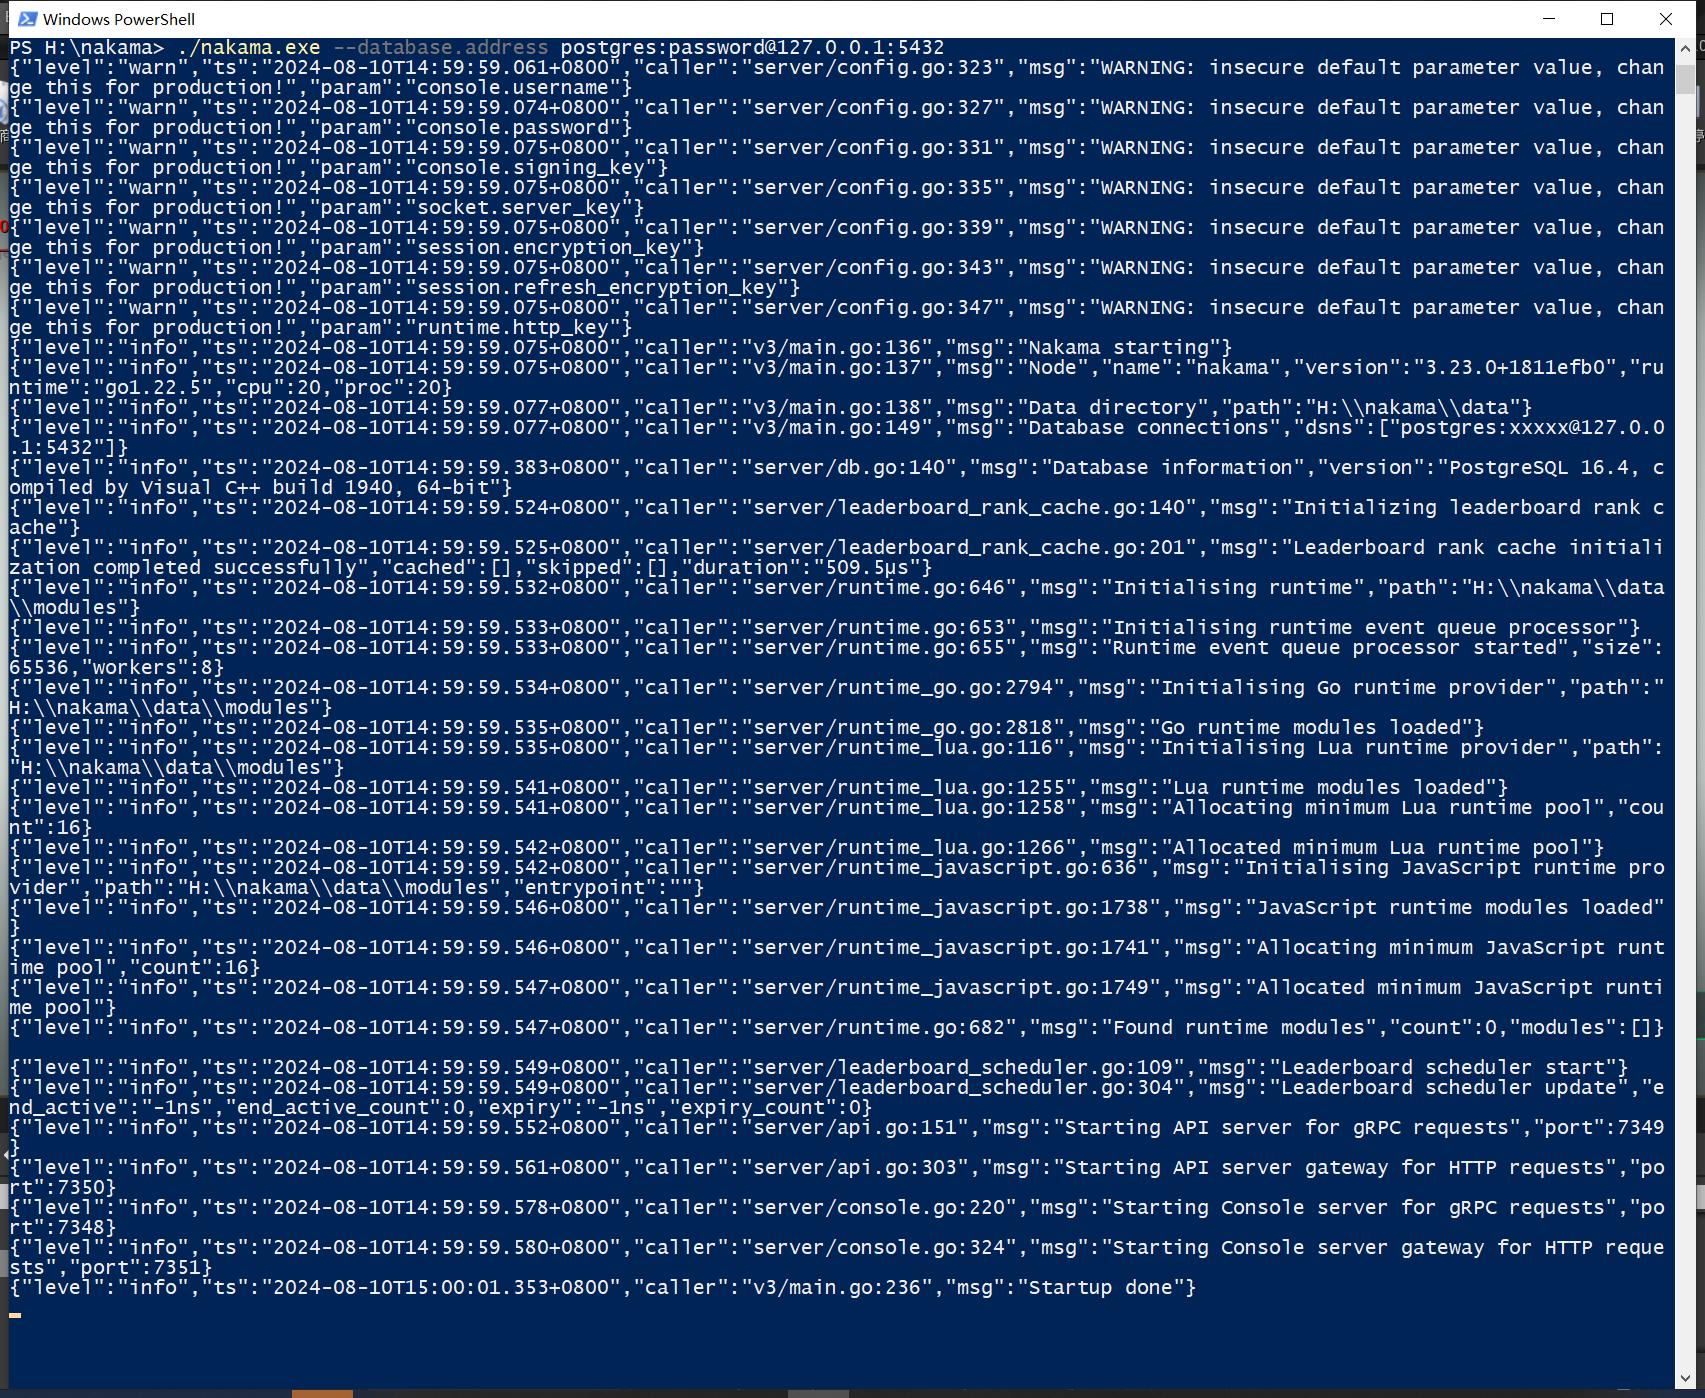 Windows PowerShell
PS H:\nakama> ./nakama.exe --database.address postgres:password@127.0.0.1:5432
{"level":"warn","ts":"2024-08-10T14:59:59.061+0800","caller":"server/config.go:323","msg":"WARNING: insecure default parameter value, chan
ge this for production!","param":"console.username"}
{"level":"warn","ts":"2024-08-10T14:59:59.074+0800","caller":"server/config.go:327","msg":"WARNING: insecure default parameter value, chan
ge this for production!","param":"console.password"}
{"level":"warn","ts":"2024-08-10T14:59:59.075+0800","caller":"server/config.go:331","msg":"WARNING: insecure default parameter value, chan
ge this for production!","param":"console.signing_key"}
{"level":"warn","ts":"2024-08-10T14:59:59.075+0800","caller":"server/config.go:335","msg":"WARNING: insecure default parameter value, chan
ge this for production!","param":"socket.server_key"}
{"level":"warn","ts":"2024-08-10T14:59:59.075+0800","caller":"server/config.go:339","msg":"WARNING: insecure default parameter value, chan
ge this for production!","param":"session.encryption_key"}
{"level":"warn","ts":"2024-08-10T14:59:59.075+0800","caller":"server/config.go:343","msg":"WARNING: insecure default parameter value, chan
ge this for production!","param":"session.refresh_encryption_key"}
{"level":"warn","ts":"2024-08-10T14:59:59.075+0800","caller":"server/config.go:347","msg":"WARNING: insecure default parameter value, chan
ge this for production!","param":"runtime.http_key"}
{"level":"info","ts":"2024-08-10T14:59:59.075+0800","caller":"v3/main.go:136","msg":"Nakama starting"}
{"level":"info","ts":"2024-08-10T14:59:59.075+0800","caller":"v3/main.go:137","msg":"Node","name":"nakama","version":"3.23.0+1811efb0","ru
ntime":"go1.22.5","cpu":20,"proc":20}
{"level":"info","ts":"2024-08-10T14:59:59.077+0800","caller":"v3/main.go:138","msg":"Data directory","path":"H:\\nakama\\data"}
{"level":"info","ts":"2024-08-10T14:59:59.077+0800","caller":"v3/main.go:149","msg":"Database connections","dsns":["postgres:xxxxx@127.0.0
.1:5432"]}
{"level":"info","ts":"2024-08-10T14:59:59.383+0800","caller":"server/db.go:140","msg":"Database information","version":"PostgreSQL 16.4, c
ompiled by Visual C++ build 1940, 64-bit"}
{"level":"info","ts":"2024-08-10T14:59:59.524+0800","caller":"server/leaderboard_rank_cache.go:140","msg":"Initializing leaderboard rank c
ache"}
{"level":"info","ts":"2024-08-10T14:59:59.525+0800","caller":"server/leaderboard_rank_cache.go:201","msg":"Leaderboard rank cache initiali
zation completed successfully","cached":[],"skipped":[],"duration":"509.5µs"}
{"level":"info","ts":"2024-08-10T14:59:59.532+0800","caller":"server/runtime.go:646","msg":"Initialising runtime","path":"H:\\nakama\\data
\\modules"}
{"level":"info","ts":"2024-08-10T14:59:59.533+0800","caller":"server/runtime.go:653","msg":"Initialising runtime event queue processor"}
{"level":"info","ts":"2024-08-10T14:59:59.533+0800","caller":"server/runtime.go:655","msg":"Runtime event queue processor started","size":
65536,"workers":8}
{"level":"info","ts":"2024-08-10T14:59:59.534+0800","caller":"server/runtime_go.go:2794","msg":"Initialising Go runtime provider","path":"
H:\\nakama\\data\\modules"}
{"level":"info","ts":"2024-08-10T14:59:59.535+0800","caller":"server/runtime_go.go:2818","msg":"Go runtime modules loaded"}
{"level":"info","ts":"2024-08-10T14:59:59.535+0800","caller":"server/runtime_lua.go:116","msg":"Initialising Lua runtime provider","path":
"H:\\nakama\\data\\modules"}
{"level":"info","ts":"2024-08-10T14:59:59.541+0800","caller":"server/runtime_lua.go:1255","msg":"Lua runtime modules loaded"}
{"level":"info","ts":"2024-08-10T14:59:59.541+0800","caller":"server/runtime_lua.go:1258","msg":"Allocating minimum Lua runtime pool","cou
nt":16}
{"level":"info","ts":"2024-08-10T14:59:59.542+0800","caller":"server/runtime_lua.go:1266","msg":"Allocated minimum Lua runtime pool"}
{"level":"info","ts":"2024-08-10T14:59:59.542+0800","caller":"server/runtime_javascript.go:636","msg":"Initialising JavaScript runtime pro
vider","path":"H:\\nakama\\data\\modules","entrypoint":""}
{"level":"info","ts":"2024-08-10T14:59:59.546+0800","caller":"server/runtime_javascript.go:1738","msg":"JavaScript runtime modules loaded"
}
{"level":"info","ts":"2024-08-10T14:59:59.546+0800","caller":"server/runtime_javascript.go:1741","msg":"Allocating minimum JavaScript runt
ime pool","count":16}
{"level":"info","ts":"2024-08-10T14:59:59.547+0800","caller":"server/runtime_javascript.go:1749","msg":"Allocated minimum JavaScript runti
me pool"}
{"level":"info","ts":"2024-08-10T14:59:59.547+0800","caller":"server/runtime.go:682","msg":"Found runtime modules","count":0,"modules":[]}
{"level":"info","ts":"2024-08-10T14:59:59.549+0800","caller":"server/leaderboard_scheduler.go:109","msg":"Leaderboard scheduler start"}
{"level":"info","ts":"2024-08-10T14:59:59.549+0800","caller":"server/leaderboard_scheduler.go:304","msg":"Leaderboard scheduler update","e
nd_active":"-1ns","end_active_count":0,"expiry":"-1ns","expiry_count":0}
{"level":"info","ts":"2024-08-10T14:59:59.552+0800","caller":"server/api.go:151","msg":"Starting API server for gRPC requests","port":7349
}
{"level":"info","ts":"2024-08-10T14:59:59.561+0800","caller":"server/api.go:303","msg":"Starting API server gateway for HTTP requests","po
rt":7350}
{"level":"info","ts":"2024-08-10T14:59:59.578+0800","caller":"server/console.go:220","msg":"Starting Console server for gRPC requests","po
rt":7348}
{"level":"info","ts":"2024-08-10T14:59:59.580+0800","caller":"server/console.go:324","msg":"Starting Console server gateway for HTTP reque
sts","port":7351}
{"level":"info","ts":"2024-08-10T15:00:01.353+0800","caller":"v3/main.go:236","msg":"Startup done"}